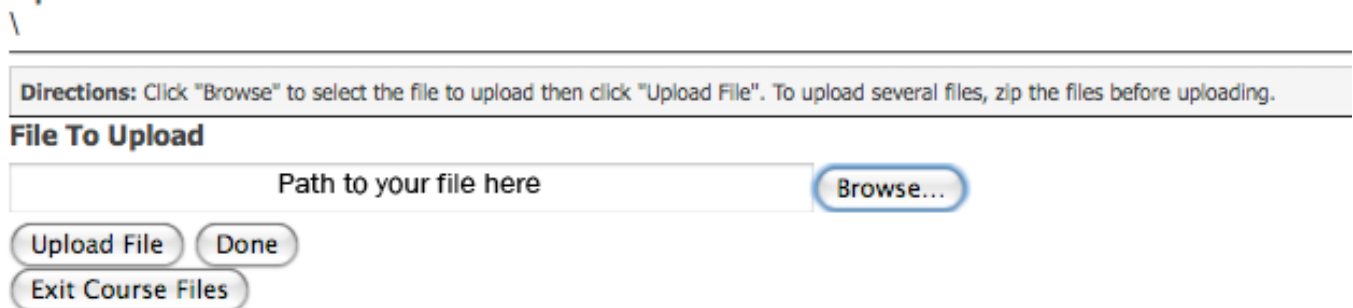 \
Directions: Click "Browse" to select the file to upload then click "Upload File". To upload several files, zip the files before uploading.
File To Upload
Path to your file here Browse...
Upload File Done
Exit Course Files